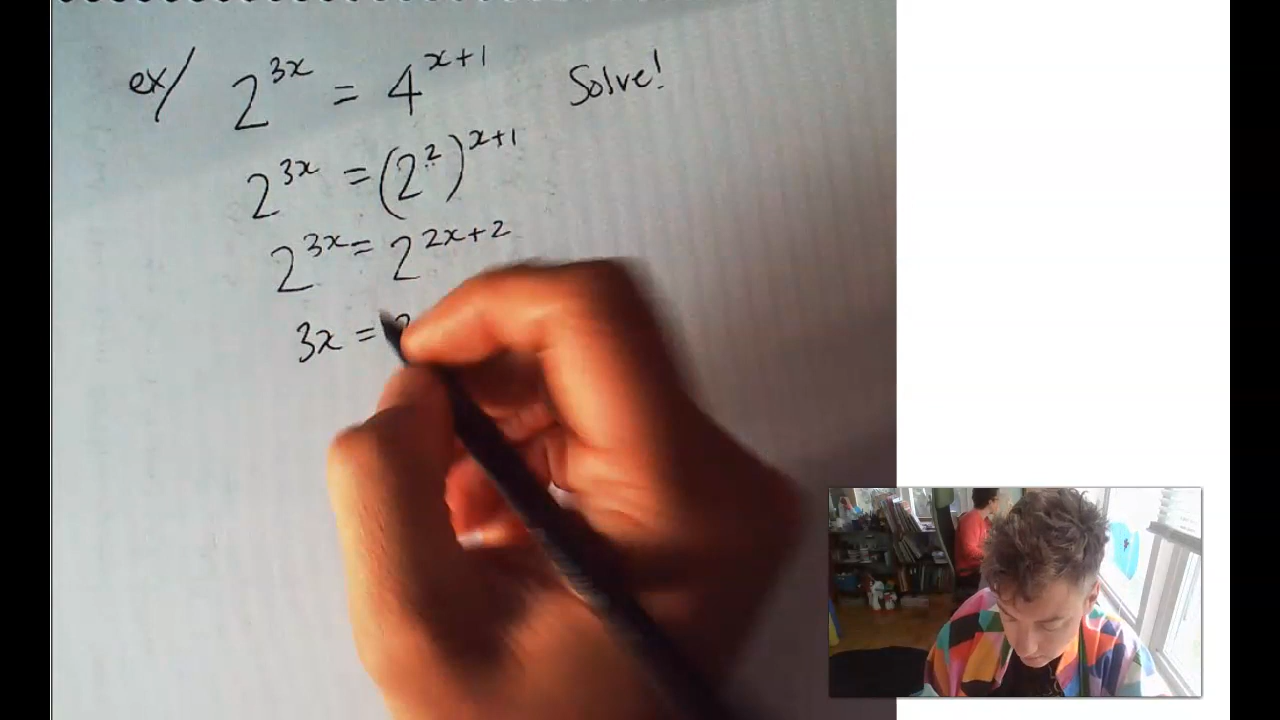 ex/ 2^{3x} = 4^{x+1} Solve!
2^{3x} = (2^2)^{x+1}
2^{3x} = 2^{2x+2}
3x =